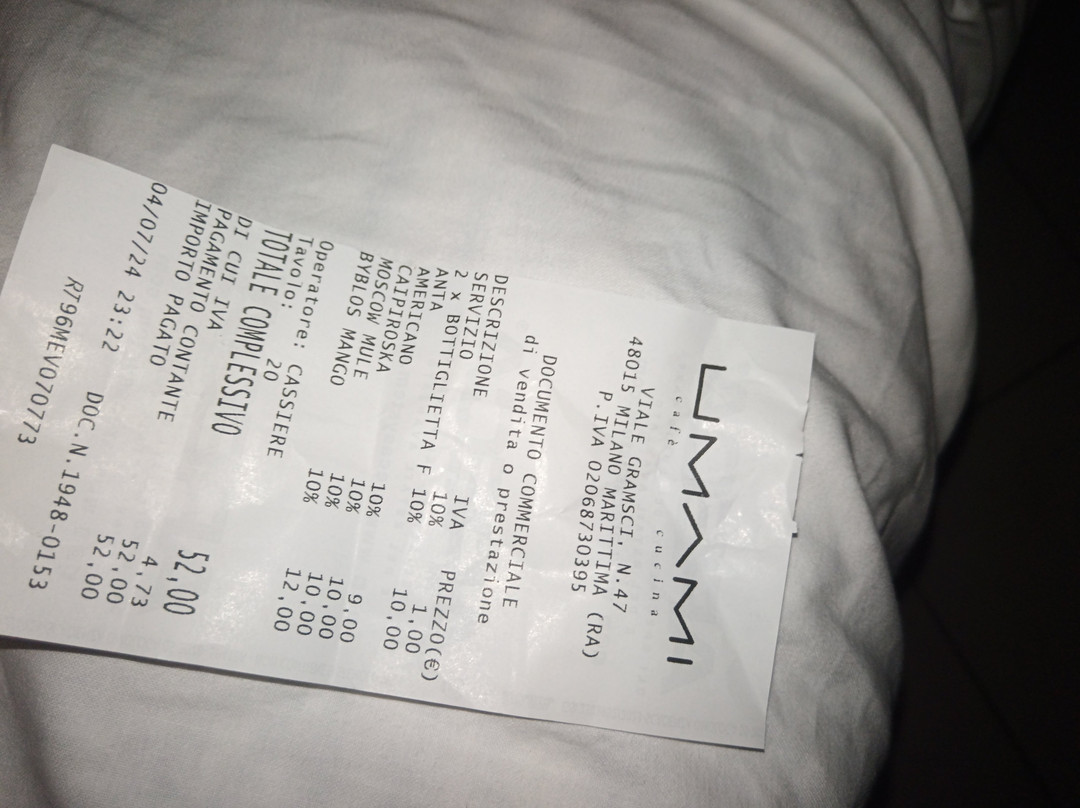 UMAMI
cafè cucina
VIALE GRAMSCI, N.47
48015 MILANO MARITTIMA (RA)
P.IVA 02068730395
DOCUMENTO COMMERCIALE
di vendita o prestazione
DESCRIZIONE IVA PREZZO(€)
SERVIZIO 10% 1,00
2 x BOTTIGLIETTA F 10% 10,00
ANTA
AMERICANO 10% 9,00
CAIPIROSKA 10% 10,00
MOSCOW MULE 10% 10,00
BYBLOS MANGO 10% 12,00
Operatore: CASSIERE
Tavolo: 20
TOTALE COMPLESSIVO 52,00
DI CUI IVA 4,73
PAGAMENTO CONTANTE 52,00
IMPORTO PAGATO 52,00
04/07/24 23:22 DOC.N.1948-0153
RT96MEV070773